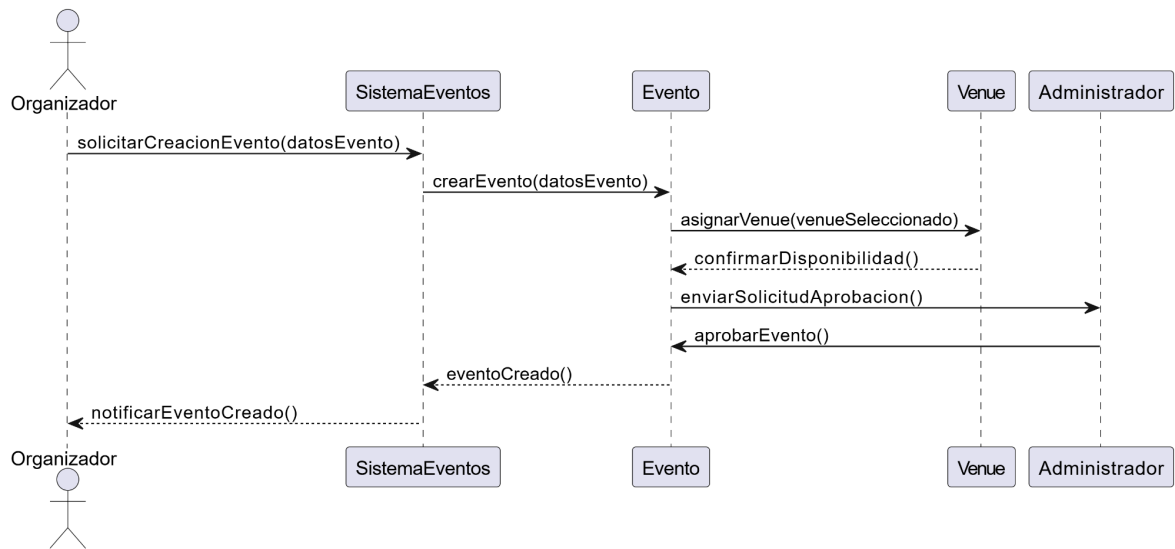 Organizador
SistemaEventos
Evento
Venue
Administrador
solicitarCreacionEvento(datosEvento)
crearEvento(datosEvento)
asignarVenue(venueSeleccionado)
confirmarDisponibilidad()
enviarSolicitudAprobacion()
aprobarEvento()
eventoCreado()
notificarEventoCreado()
Organizador
SistemaEventos
Evento
Venue
Administrador